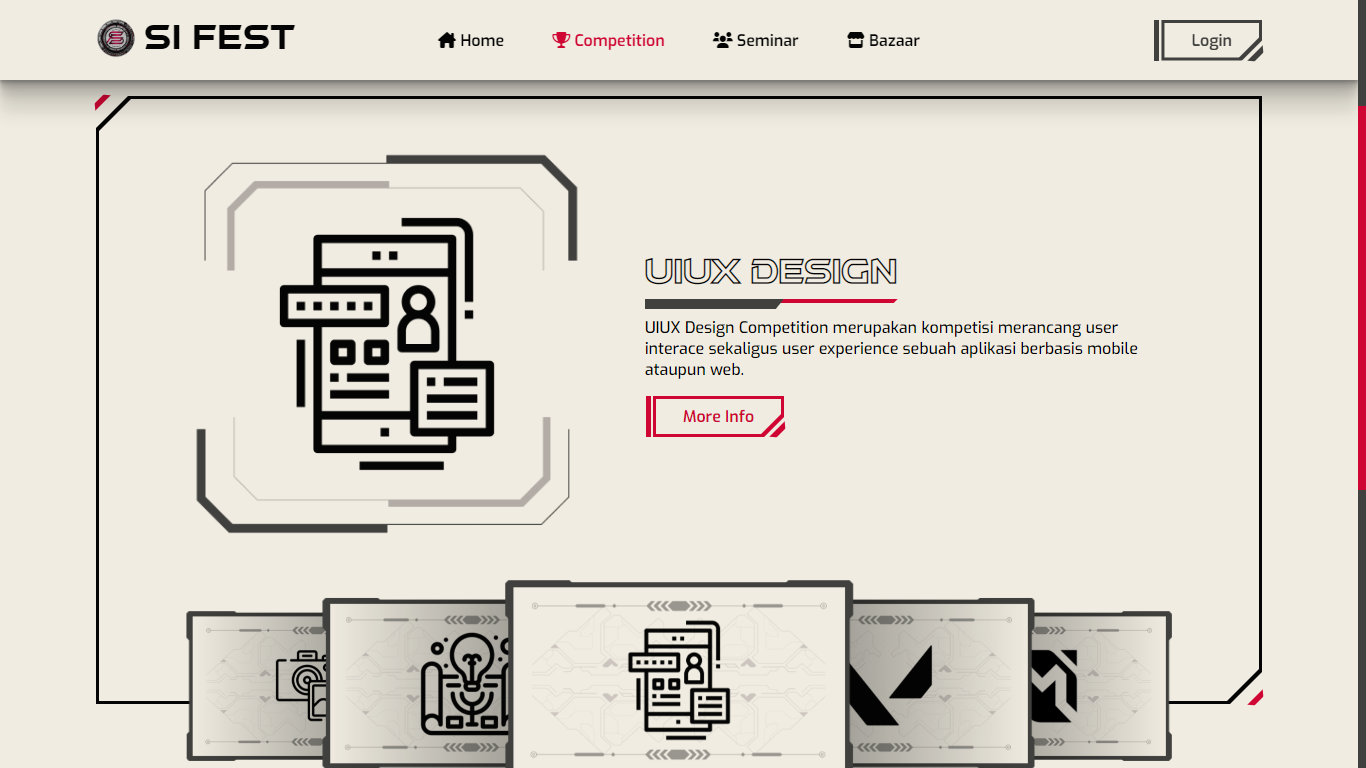 SI FEST
Home
Competition
Seminar
Bazaar
Login
UIUX DESIGN
UIUX Design Competition merupakan kompetisi merancang user
interace sekaligus user experience sebuah aplikasi berbasis mobile
ataupun web.
More Info